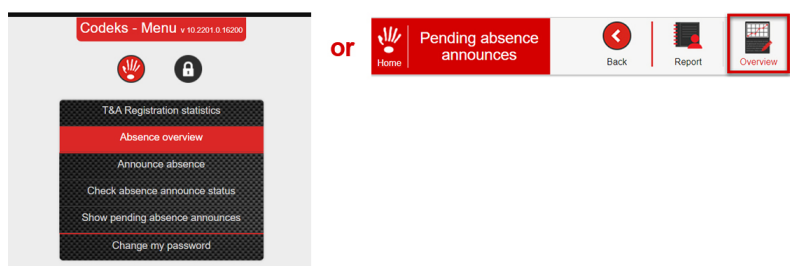 Codeks - Menu v 10.2201.0.16200
T&A Registration statistics
Absence overview
Announce absence
Check absence announce status
Show pending absence announces
Change my password
or
Home
Pending absence
announces
Back
Report
Overview